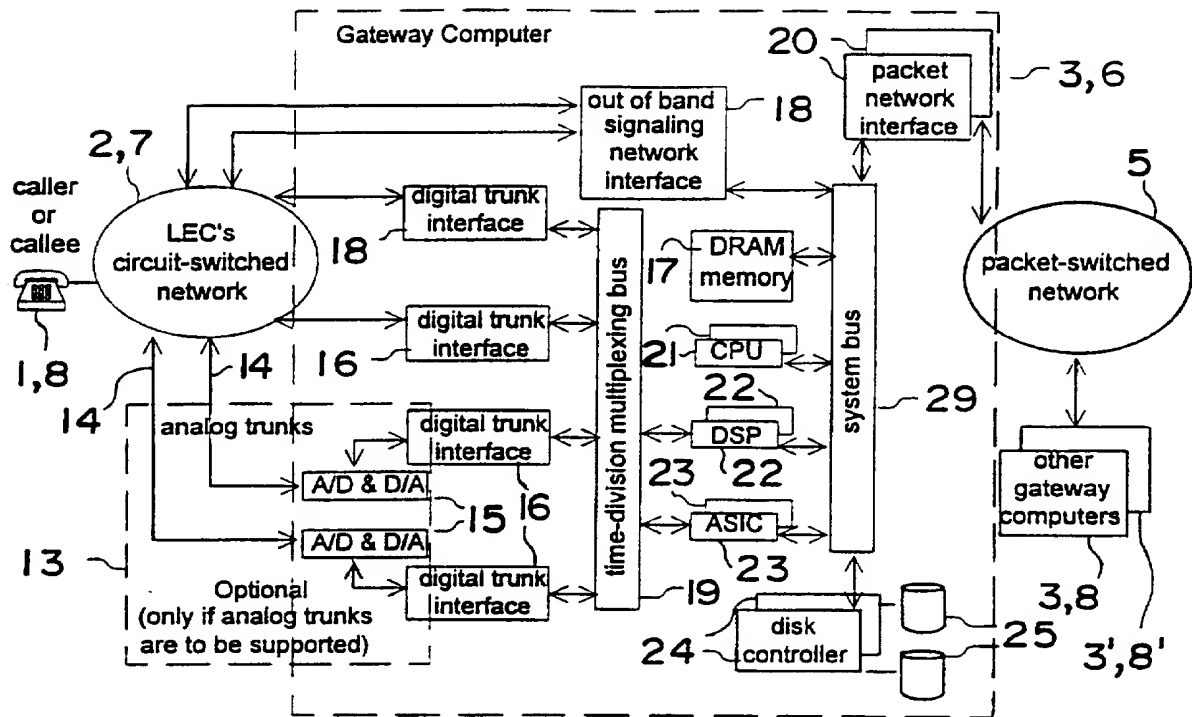 Gateway Computer
20
packet
network
interface
3,6
out of band
signaling
network
interface
18
2,7
caller
or
callee
1,8
LEC's
circuit-switched
network
digital trunk
interface
18
digital trunk
interface
16
time-division multiplexing bus
17
DRAM
memory
21
CPU
22
DSP
22
23
ASIC
23
system bus
29
5
packet-switched
network
14
14
analog trunks
digital trunk
interface
A/D & D/A
15
16
A/D & D/A
digital trunk
interface
13
Optional
(only if analog trunks
are to be supported)
19
24
disk
controller
25
other
gateway
computers
3,8
3',8'